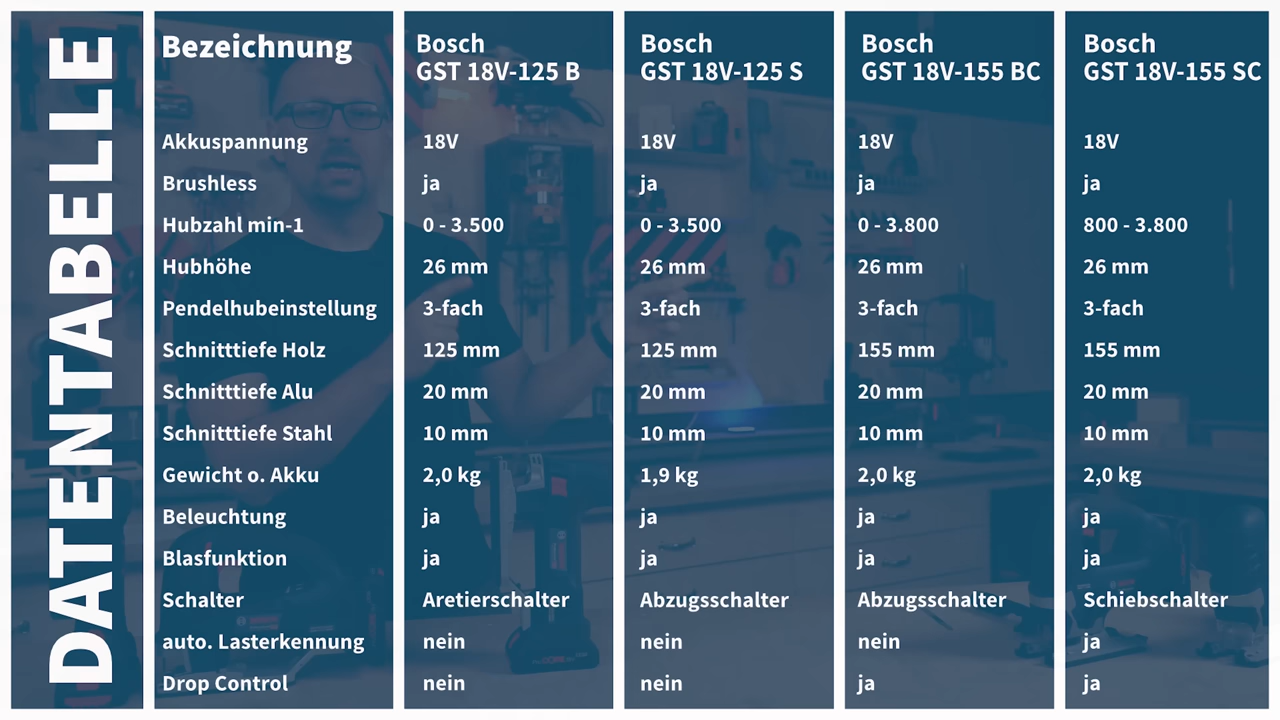 DATENTABELLE
Bezeichnung
Bosch
GST 18V-125 B
Bosch
GST 18V-125 S
Bosch
GST 18V-155 BC
Bosch
GST 18V-155 SC
Akkuspannung 18V 18V 18V 18V
Brushless ja ja ja ja
Hubzahl min-1 0 - 3.500 0 - 3.500 0 - 3.800 800 - 3.800
Hubhöhe 26 mm 26 mm 26 mm 26 mm
Pendelhubeinstellung 3-fach 3-fach 3-fach 3-fach
Schnitttiefe Holz 125 mm 125 mm 155 mm 155 mm
Schnitttiefe Alu 20 mm 20 mm 20 mm 20 mm
Schnitttiefe Stahl 10 mm 10 mm 10 mm 10 mm
Gewicht o. Akku 2,0 kg 1,9 kg 2,0 kg 2,0 kg
Beleuchtung ja ja ja ja
Blasfunktion ja ja ja ja
Schalter Aretierschalter Abzugsschalter Abzugsschalter Schiebschalter
auto. Lasterkennung nein nein nein ja
Drop Control nein nein ja ja